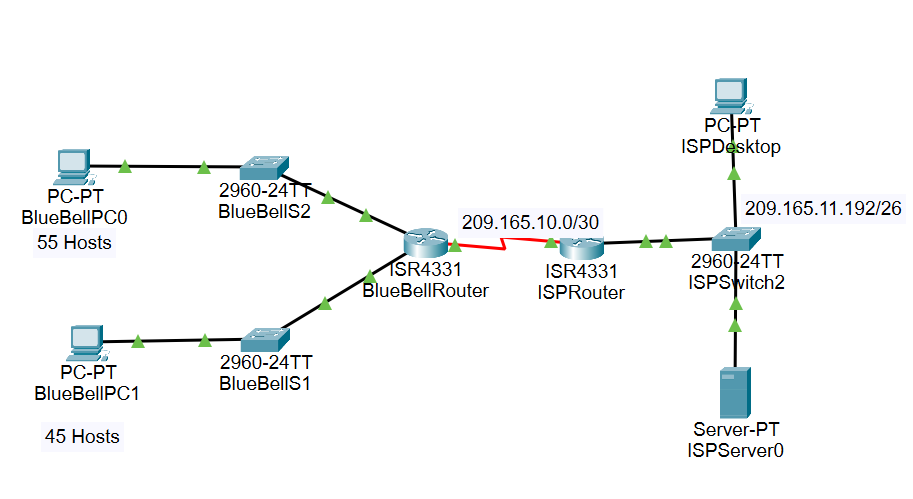 PC-PT
ISPDesktop
209.165.11.192/26
PC-PT
BlueBellPC0
55 Hosts
2960-24TT
BlueBellS2
209.165.10.0/30
ISR4331
BlueBellRouter
ISR4331
ISPRouter
2960-24TT
ISPSwitch2
PC-PT
BlueBellPC1
45 Hosts
2960-24TT
BlueBellS1
Server-PT
ISPServer0